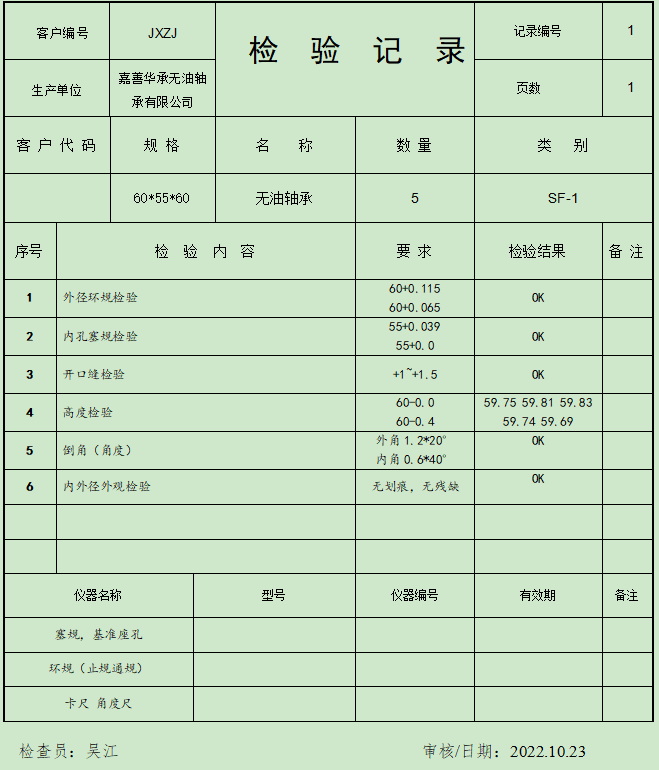 客户编号 JXZJ 检 验 记 录 记录编号 1
生产单位 嘉善华承无油轴
承有限公司 页数 1
客 户 代 码 规 格 名 称 数 量 类 别
60*55*60 无油轴承 5 SF-1
序号 检 验 内 容 要 求 检验结果 备 注
1 外径环规检验 60+0.115
60+0.065 OK
2 内孔塞规检验 55+0.039
55+0.0 OK
3 开口缝检验 +1~+1.5 OK
4 高度检验 60-0.0
60-0.4 59.75 59.81 59.83
59.74 59.69
5 倒角（角度） 外角1.2*20°
内角0.6*40° OK
6 内外径外观检验 无划痕，无残缺 OK
仪器名称 型号 仪器编号 有效期 备注
塞规，基准座孔
环规（止规通规）
卡尺 角度尺
检查员：吴江 审核/日期：2022.10.23